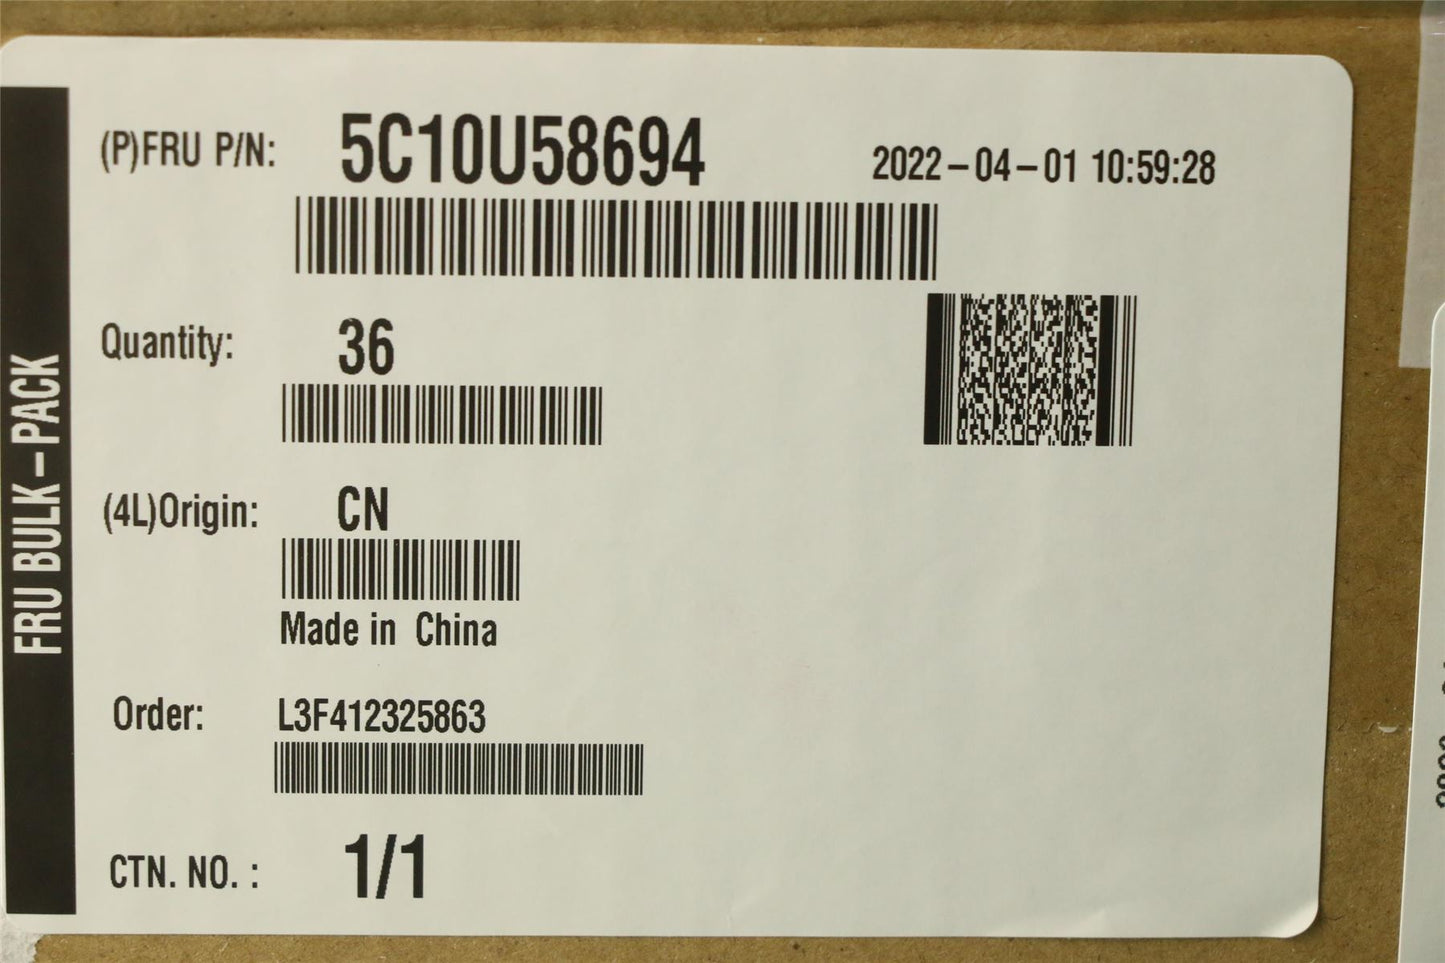 (P)FRU P/N: 5C10U58694 2022-04-01 10:59:28
Quantity: 36
(4L)Origin: CN
Made in China
Order: L3F412325863
CTN. NO. : 1/1
FRU BULK-PACK